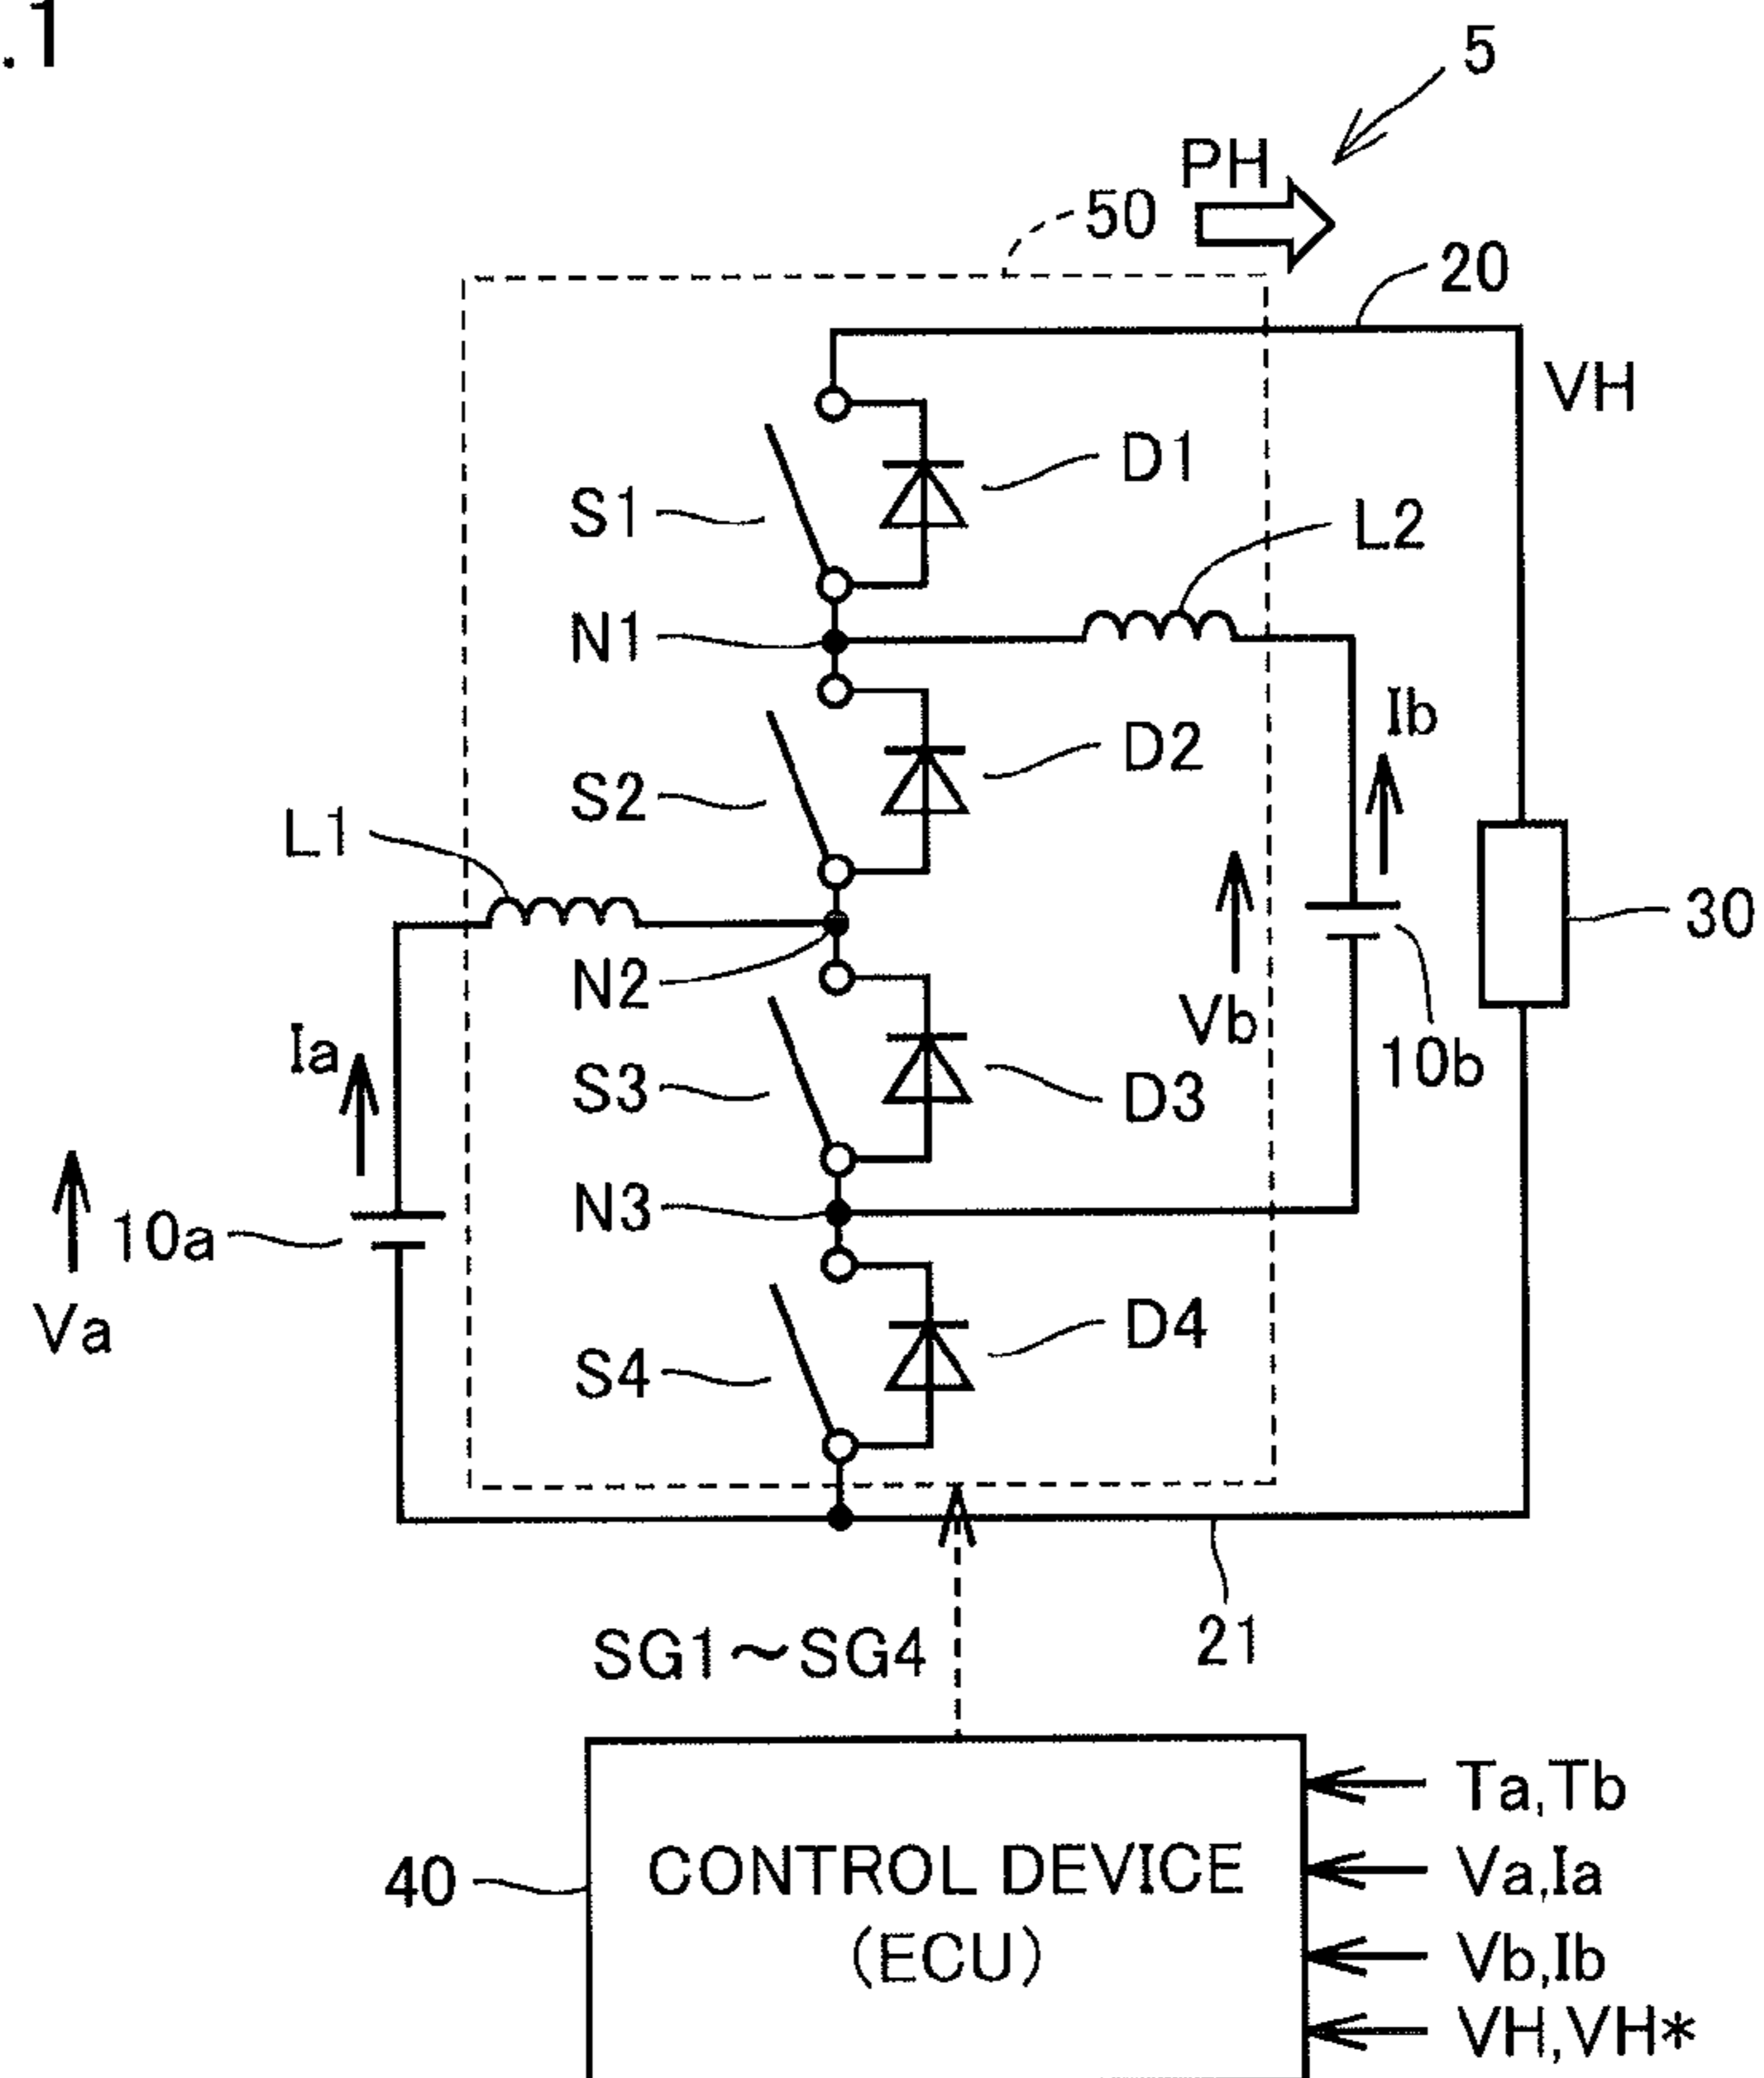 .1
5
PH
50
20
VH
D1
S1
L2
N1
Ib
D2
S2
L1
30
N2
Vb
Ia
10b
S3
D3
N3
10a
Va
D4
S4
21
SG1~SG4
Ta,Tb
40
CONTROL DEVICE
Va,Ia
(ECU)
Vb,Ib
VH,VH*